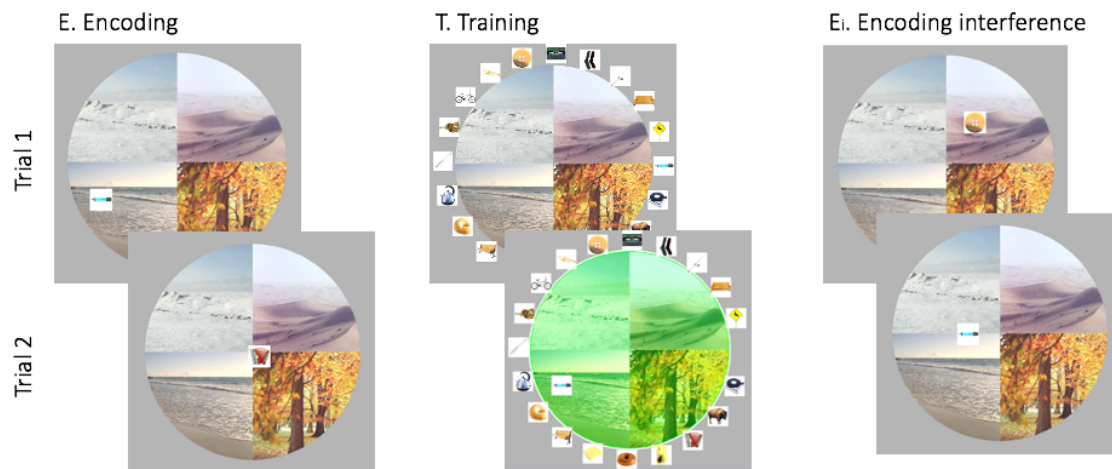 E. Encoding
T. Training
Ei. Encoding interference
Trial 1
Trial 2